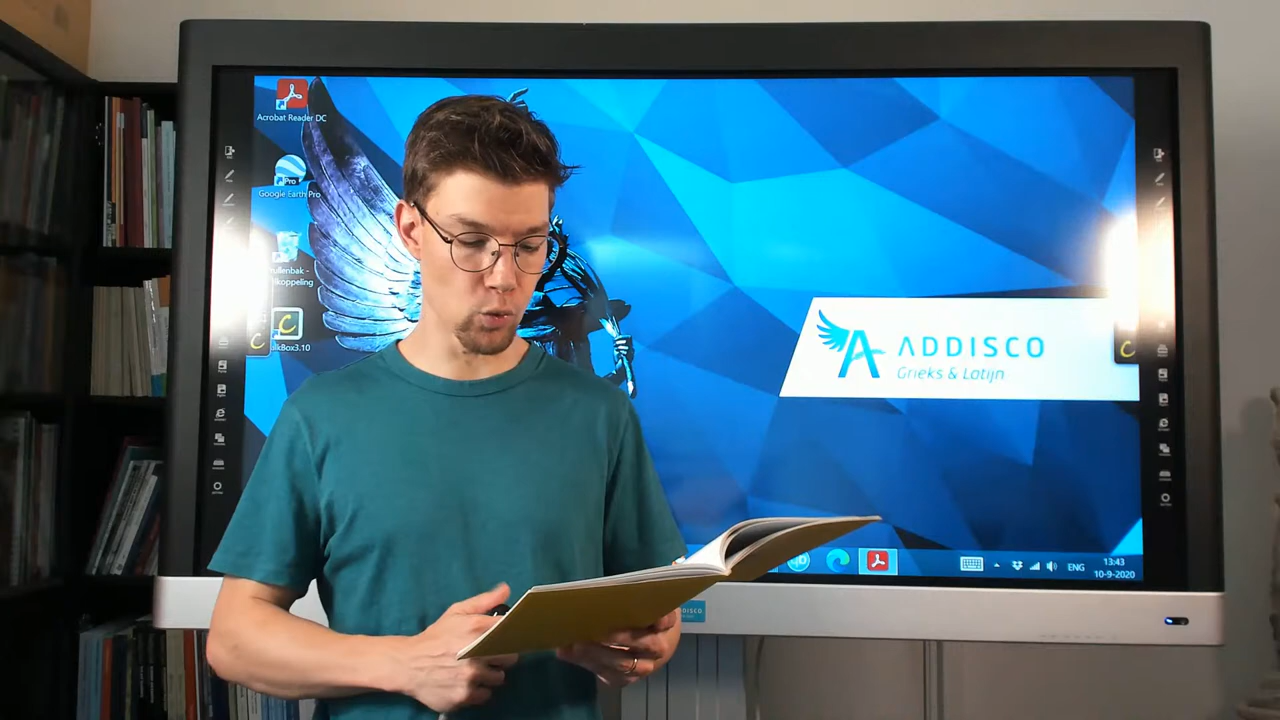 Acrobat Reader DC
Google Earth Pro
ADDISCO
Grieks & Latijn
ENG
13:43
10-9-2020